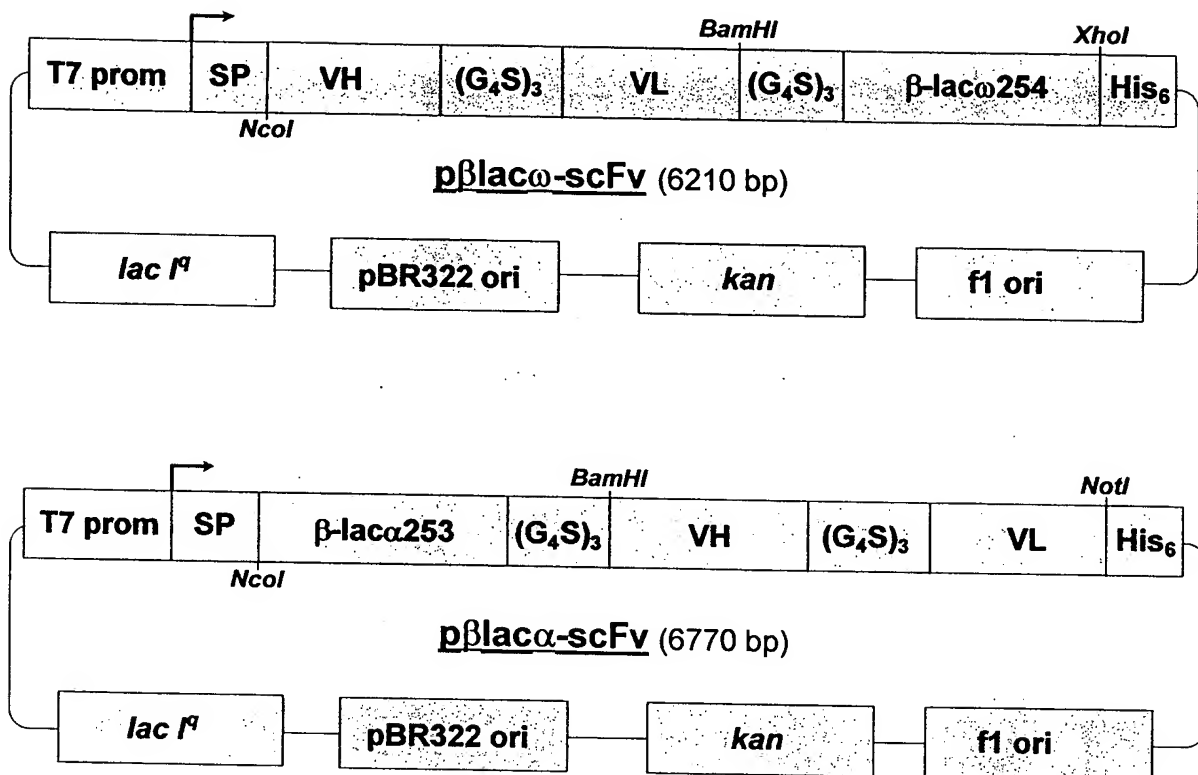 BamHI XhoI
T7 prom SP VH (G₄S)₃ VL (G₄S)₃ β-lacω254 His₆
NcoI
pβlacω-scFv (6210 bp)
lac Iq pBR322 ori kan f1 ori
BamHI NotI
T7 prom SP β-lacα253 (G₄S)₃ VH (G₄S)₃ VL His₆
NcoI
pβlacα-scFv (6770 bp)
lac Iq pBR322 ori kan f1 ori